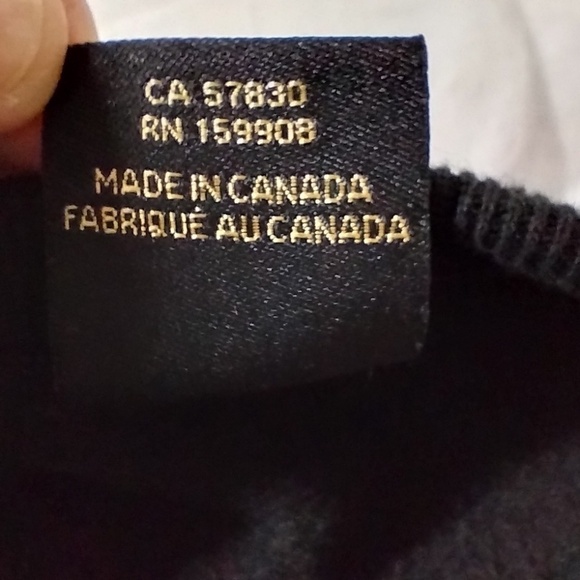 CA 57830
RN 159908
MADE IN CANADA
FABRIQUÉ AU CANADA